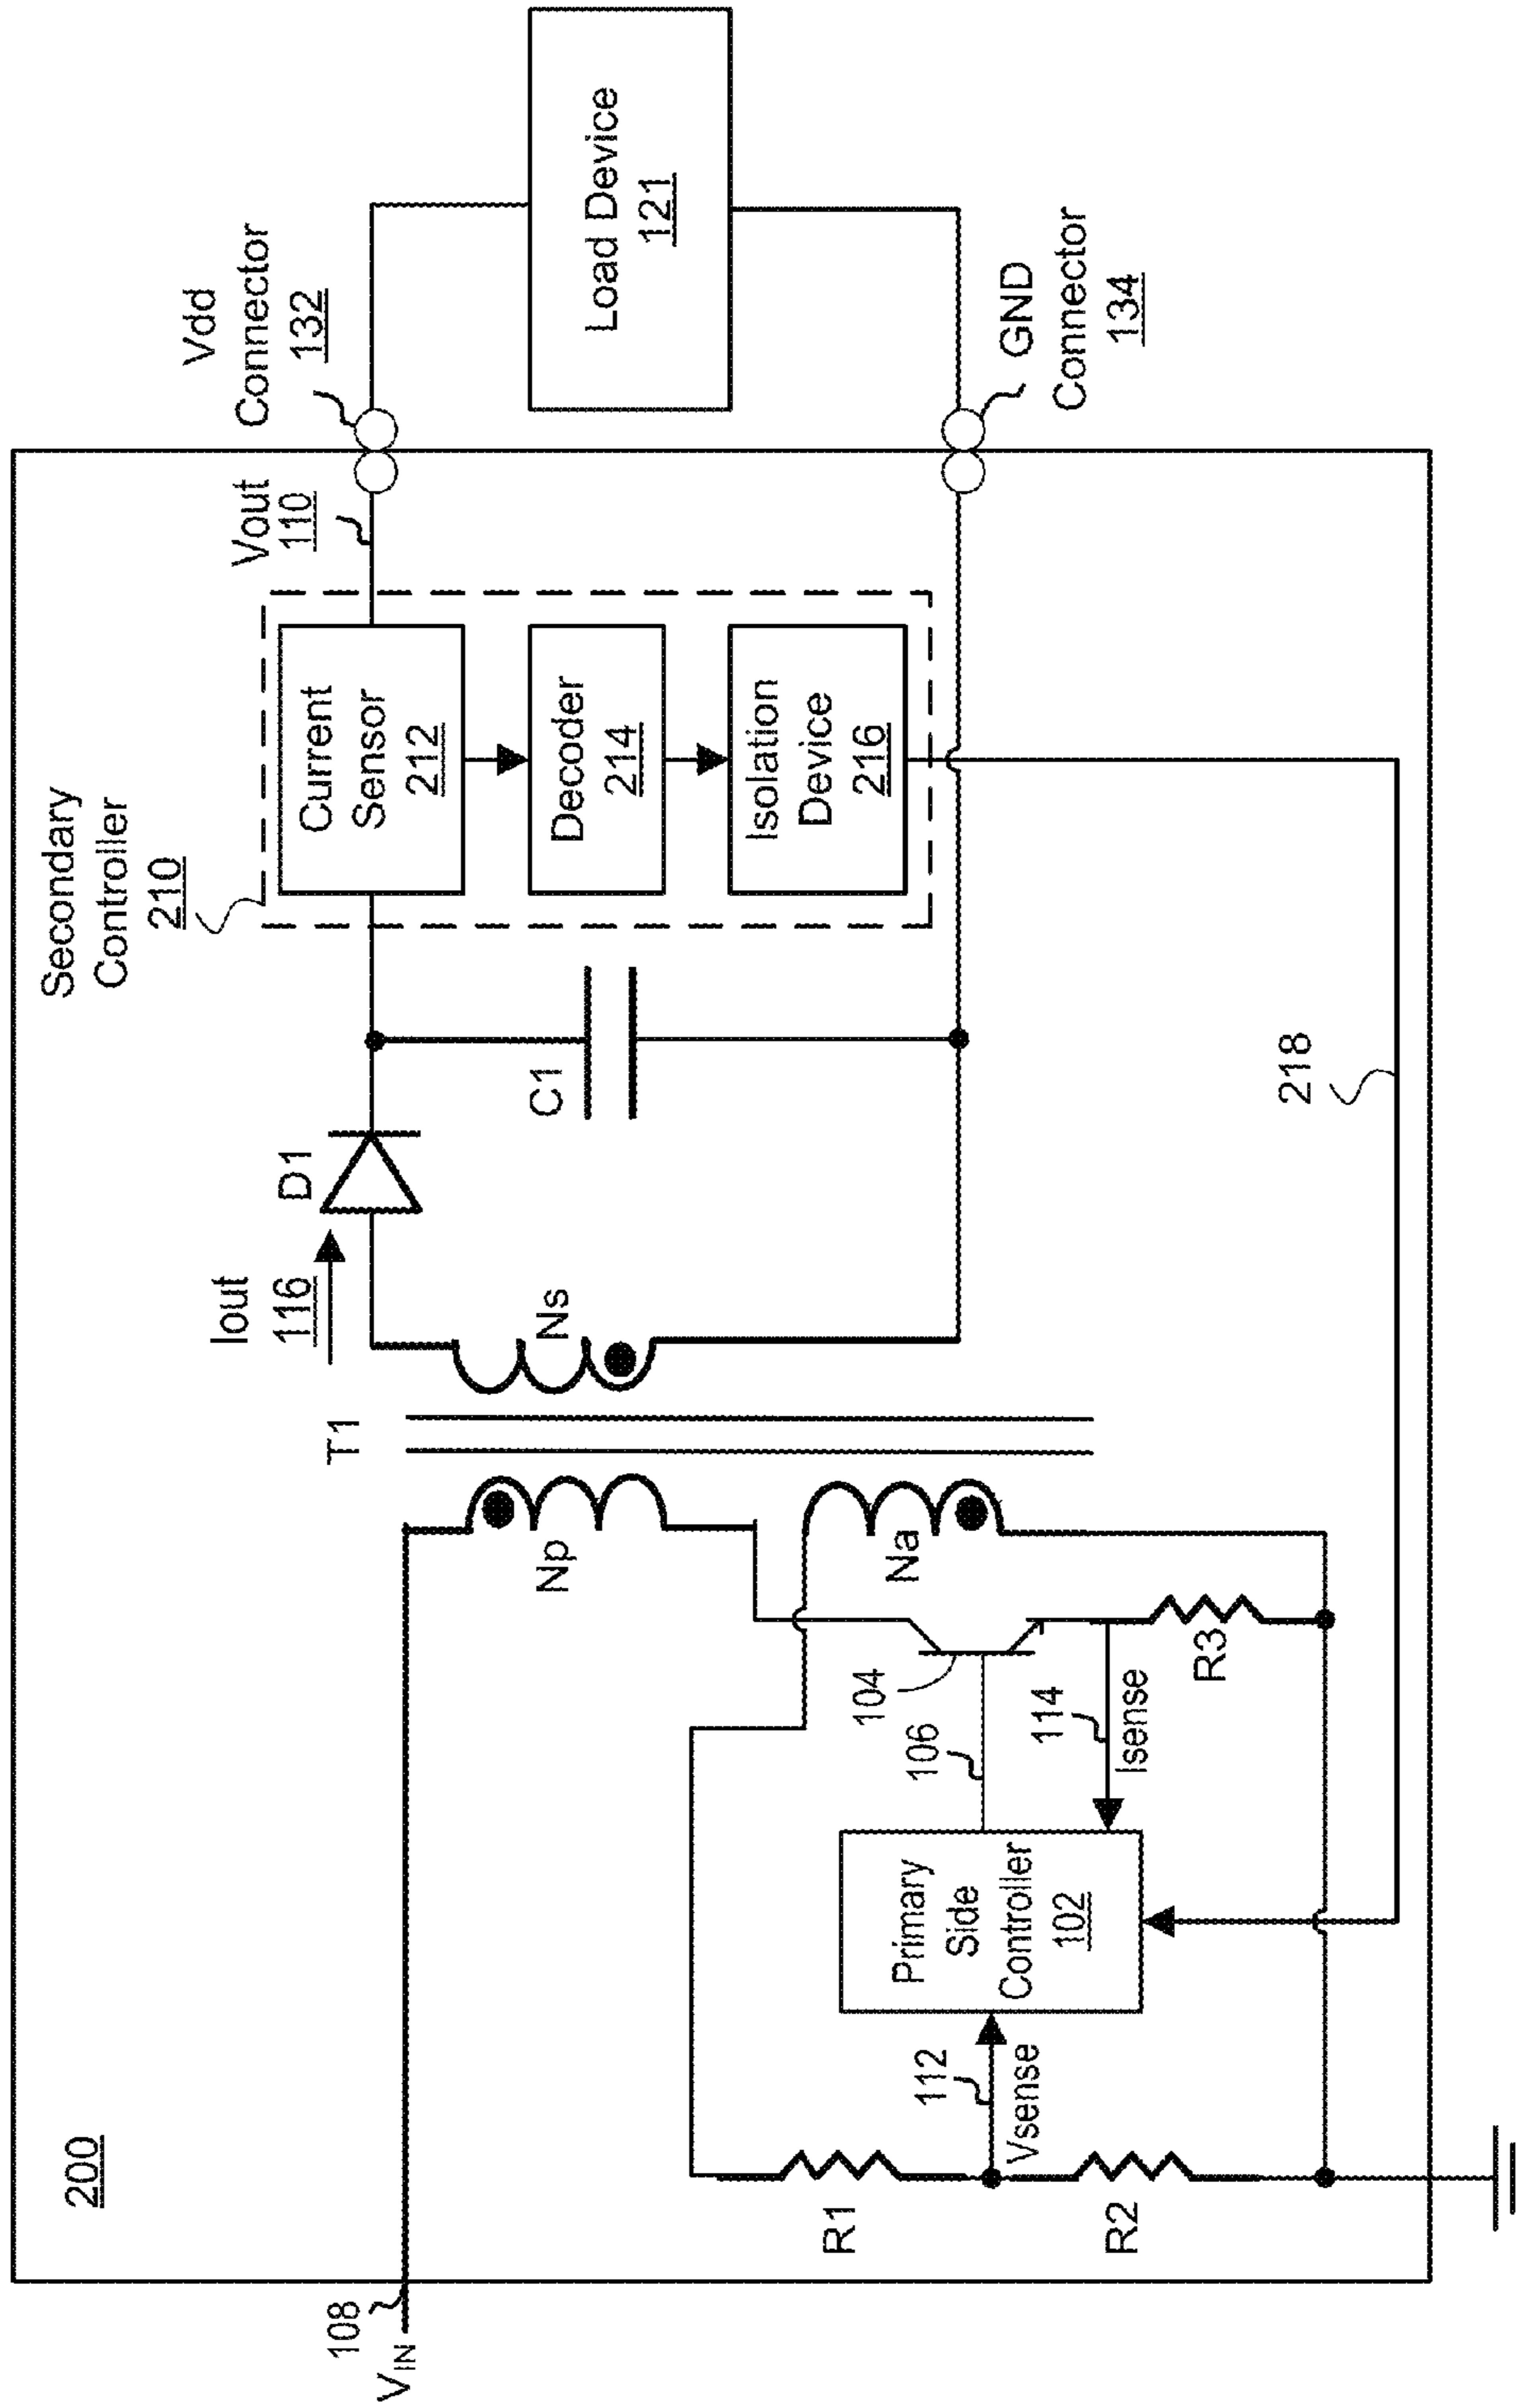 200
Secondary
Controller
210
Vdd
Connector
132
Vout
110
Iout
116
D1
T1
108
VIN
Current
Sensor
212
Decoder
214
Isolation
Device
216
Load Device
121
C1
Ns
Np
Na
104
106
114
Isense
R3
Primary
Side
Controller
102
112
Vsense
R1
R2
GND
Connector
134
218